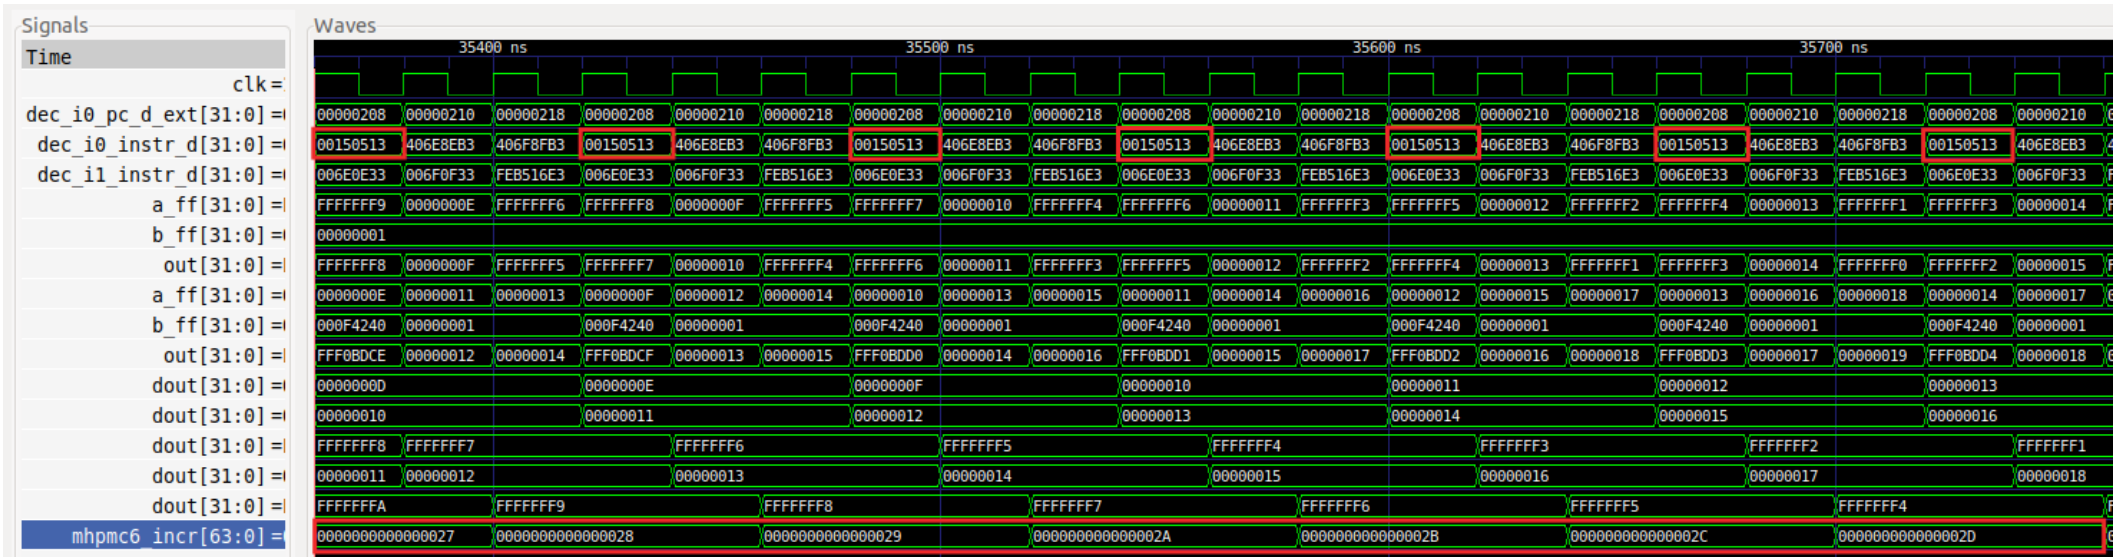 Signals Waves
Time 35400 ns 35500 ns 35600 ns 35700 ns
clk =
dec_i0_pc_d_ext[31:0] = 00000208 00000210 00000218 00000208 00000210 00000218 00000208 00000210 00000218 00000208 00000210 00000218 00000208 00000210 00000218 00000208 00000210 00000218 00000208 00000210
dec_i0_instr_d[31:0] = 00150513 406E8EB3 406F8FB3 00150513 406E8EB3 406F8FB3 00150513 406E8EB3 406F8FB3 00150513 406E8EB3 406F8FB3 00150513 406E8EB3 406F8FB3 00150513 406E8EB3 406F8FB3 00150513 406E8EB3
dec_i1_instr_d[31:0] = 006E0E33 006F0F33 FEB516E3 006E0E33 006F0F33 FEB516E3 006E0E33 006F0F33 FEB516E3 006E0E33 006F0F33 FEB516E3 006E0E33 006F0F33 FEB516E3 006E0E33 006F0F33 FEB516E3 006E0E33 006F0F33
a_ff[31:0] = FFFFFFF9 0000000E FFFFFFF6 FFFFFFF8 0000000F FFFFFFF5 FFFFFFF7 00000010 FFFFFFF4 FFFFFFF6 00000011 FFFFFFF3 FFFFFFF5 00000012 FFFFFFF2 FFFFFFF4 00000013 FFFFFFF1 FFFFFFF3 00000014
b_ff[31:0] = 00000001
out[31:0] = FFFFFFF8 0000000F FFFFFFF5 FFFFFFF7 00000010 FFFFFFF4 FFFFFFF6 00000011 FFFFFFF3 FFFFFFF5 00000012 FFFFFFF2 FFFFFFF4 00000013 FFFFFFF1 FFFFFFF3 00000014 FFFFFFF0 FFFFFFF2 00000015
a_ff[31:0] = 0000000E 00000011 00000013 0000000F 00000012 00000014 00000010 00000013 00000015 00000011 00000014 00000016 00000012 00000015 00000017 00000013 00000016 00000018 00000014 00000017
b_ff[31:0] = 000F4240 00000001 000F4240 00000001 000F4240 00000001 000F4240 00000001 000F4240 00000001 000F4240 00000001 000F4240 00000001
out[31:0] = FFF0BDCE 00000012 00000014 FFF0BDCF 00000013 00000015 FFF0BDD0 00000014 00000016 FFF0BDD1 00000015 00000017 FFF0BDD2 00000016 00000018 FFF0BDD3 00000017 00000019 FFF0BDD4 00000018
dout[31:0] = 0000000D 0000000E 0000000F 00000010 00000011 00000012 00000013
dout[31:0] = 00000010 00000011 00000012 00000013 00000014 00000015 00000016
dout[31:0] = FFFFFFF8 FFFFFFF7 FFFFFFF6 FFFFFFF5 FFFFFFF4 FFFFFFF3 FFFFFFF2 FFFFFFF1
dout[31:0] = 00000011 00000012 00000013 00000014 00000015 00000016 00000017 00000018
dout[31:0] = FFFFFFFA FFFFFFF9 FFFFFFF8 FFFFFFF7 FFFFFFF6 FFFFFFF5 FFFFFFF4
mhpmc6_incr[63:0] = 0000000000000027 0000000000000028 0000000000000029 000000000000002A 000000000000002B 000000000000002C 000000000000002D